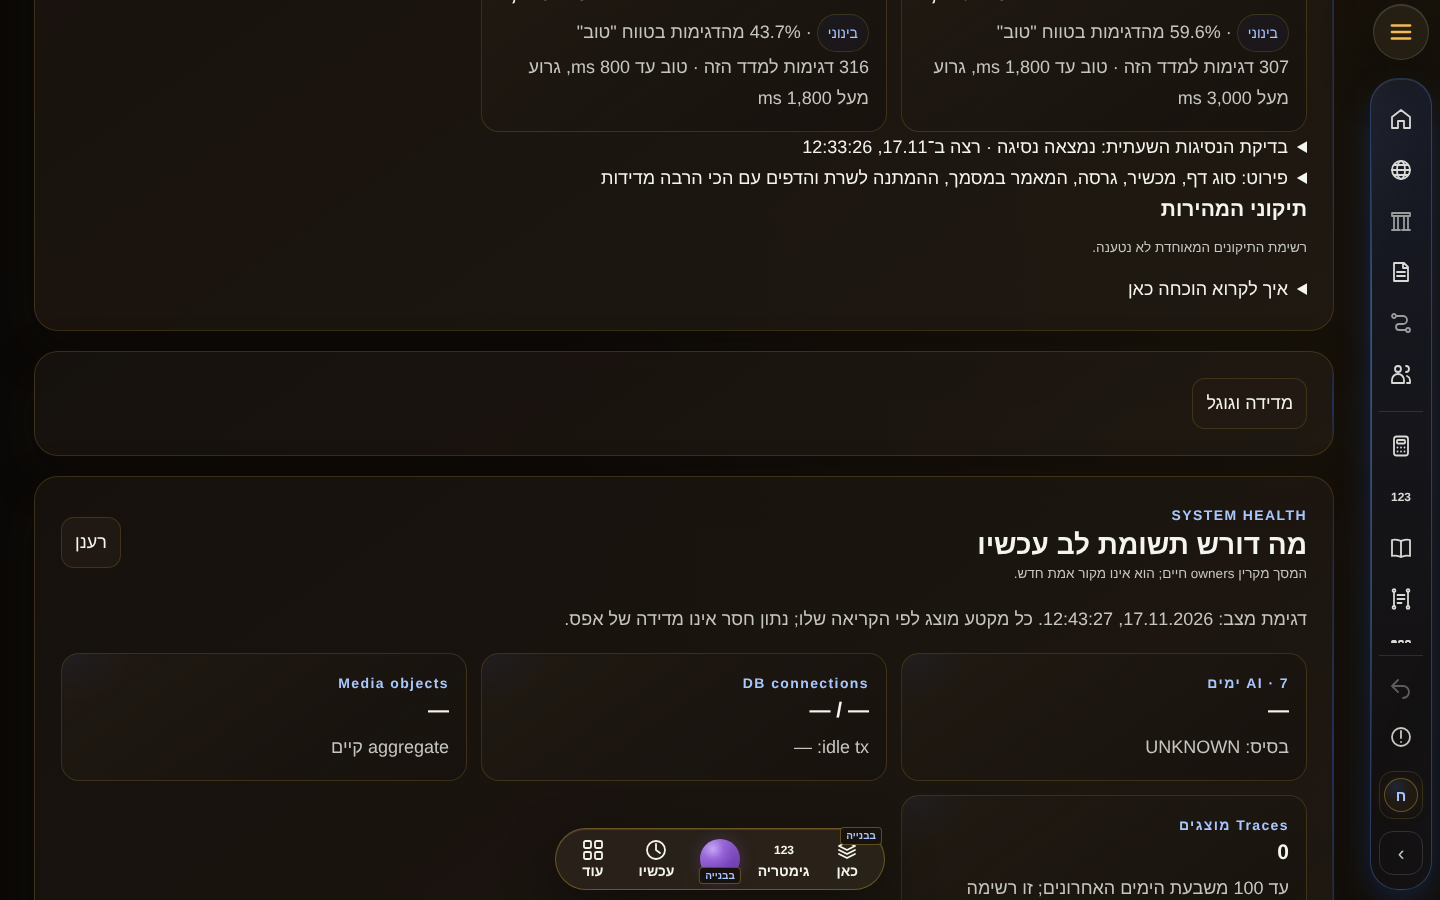 בינוני · 59.6% מהדגימות בטווח "טוב"
307 דגימות למדד הזה · טוב עד 1,800 ms, גרוע
מעל 3,000 ms
בינוני · 43.7% מהדגימות בטווח "טוב"
316 דגימות למדד הזה · טוב עד 800 ms, גרוע
מעל 1,800 ms
בדיקת הנסיגות השעתית: נמצאה נסיגה · רצה ב־17.11, 12:33:26
פירוט: סוג דף, מכשיר, גרסה, המאמר במסמך, ההמתנה לשרת והדפים עם הכי הרבה מדידות
תיקוני המהירות
רשימת התיקונים המאוחדת לא נטענה.
איך לקרוא הוכחה כאן
מדידה וגוגל
SYSTEM HEALTH
מה דורש תשומת לב עכשיו
המסך מקרין owners חיים; הוא אינו מקור אמת חדש.
רענן
דגימת מצב: 17.11.2026, 12:43:27. כל מקטע מוצג לפי הקריאה שלו; נתון חסר אינו מדידה של אפס.
AI · 7 ימים
—
בסיס: UNKNOWN
DB connections
— / —
idle tx: —
Media objects
—
aggregate קיים
Traces מוצגים
0
עד 100 משבעת הימים האחרונים; זו רשימה
בבנייה
כאן
123
גימטריה
בבנייה
עכשיו
עוד
123
ח